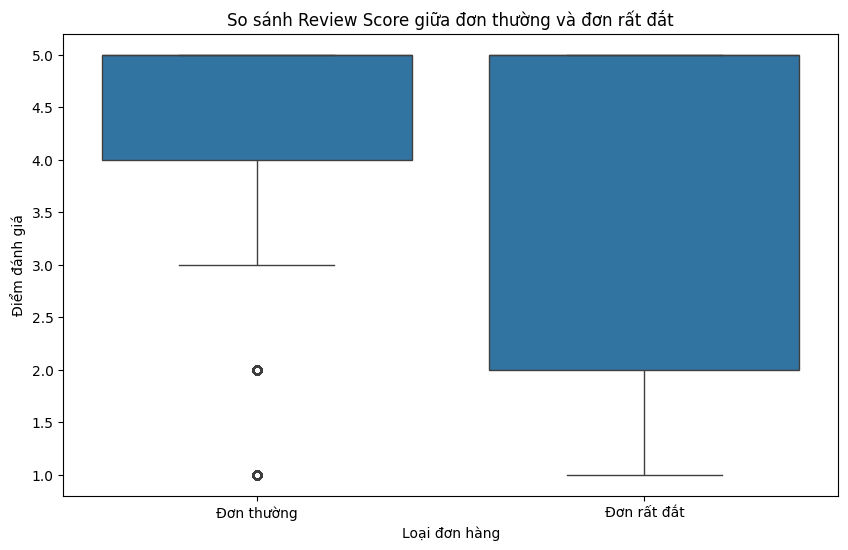 So sánh Review Score giữa đơn thường và đơn rất đắt
5.0
4.5
4.0
3.5
3.0
2.5
2.0
1.5
1.0
Điểm đánh giá
Đơn thường
Đơn rất đắt
Loại đơn hàng